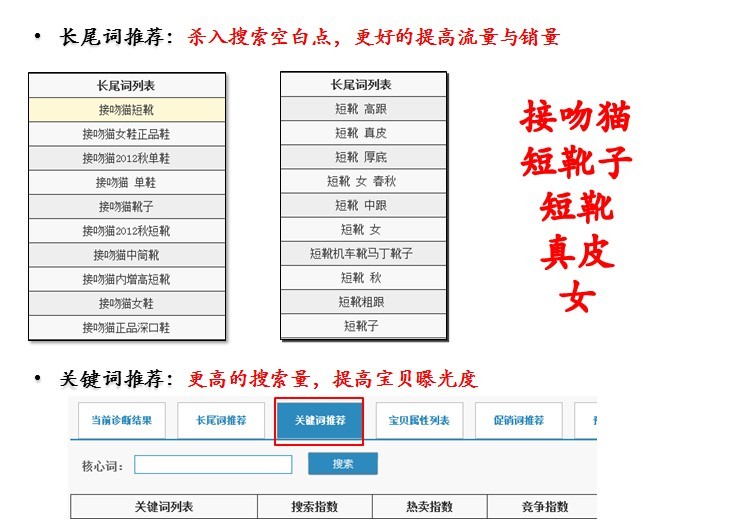 • 长尾词推荐：杀入搜索空白点，更好的提高流量与销量
长尾词列表
接吻猫短靴
接吻猫女鞋正品鞋
接吻猫2012秋单鞋
接吻猫 单鞋
接吻猫靴子
接吻猫2012秋短靴
接吻猫中筒靴
接吻猫内增高短靴
接吻猫女鞋
接吻猫正品深口鞋
长尾词列表
短靴 高跟
短靴 真皮
短靴 厚底
短靴 女 春秋
短靴 中跟
短靴 女
短靴机车靴马丁靴子
短靴 秋
短靴粗跟
短靴子
接吻猫
短靴子
短靴
真皮
女
• 关键词推荐：更高的搜索量，提高宝贝曝光度
当前诊断结果 长尾词推荐 关键词推荐 宝贝属性列表 促销词推荐
核心词： 搜索
关键词列表 搜索指数 热卖指数 竞争指数